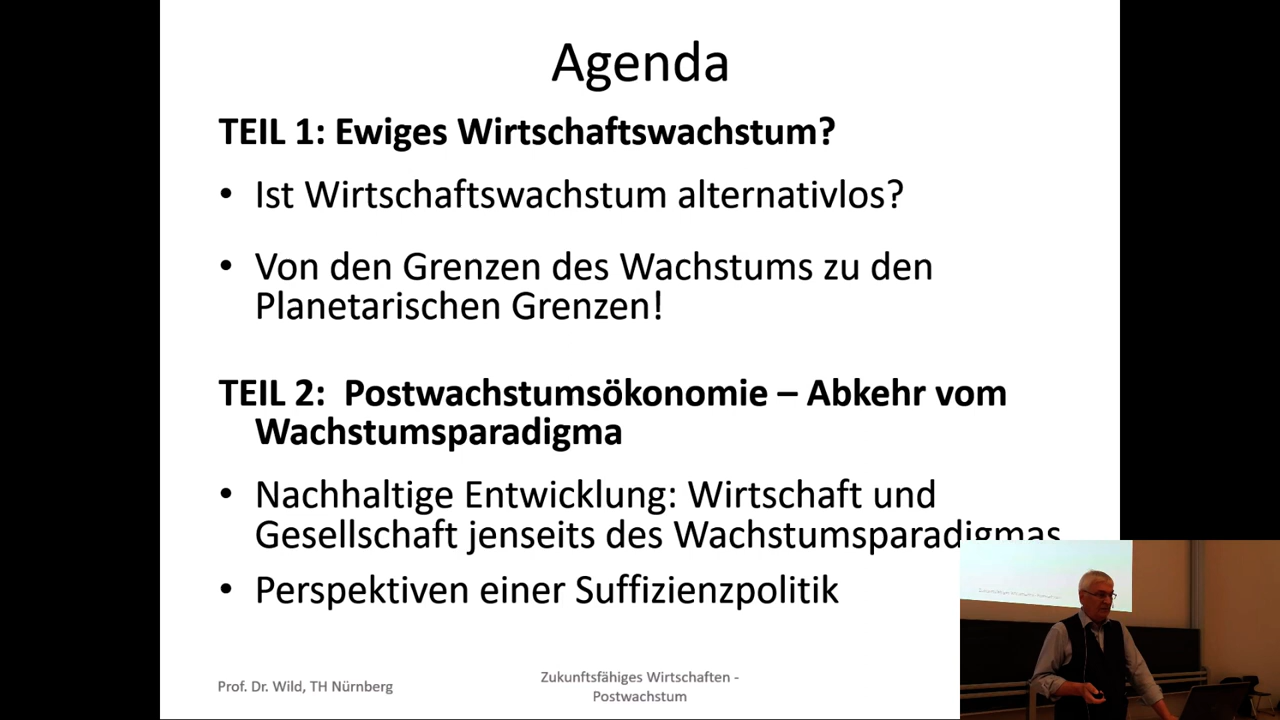 Agenda
TEIL 1: Ewiges Wirtschaftswachstum?
• Ist Wirtschaftswachstum alternativlos?
• Von den Grenzen des Wachstums zu den
Planetarischen Grenzen!
TEIL 2: Postwachstumsökonomie – Abkehr vom
Wachstumsparadigma
• Nachhaltige Entwicklung: Wirtschaft und
Gesellschaft jenseits des Wachstumsparadigmas
• Perspektiven einer Suffizienzpolitik
Prof. Dr. Wild, TH Nürnberg
Zukunftsfähiges Wirtschaften -
Postwachstum